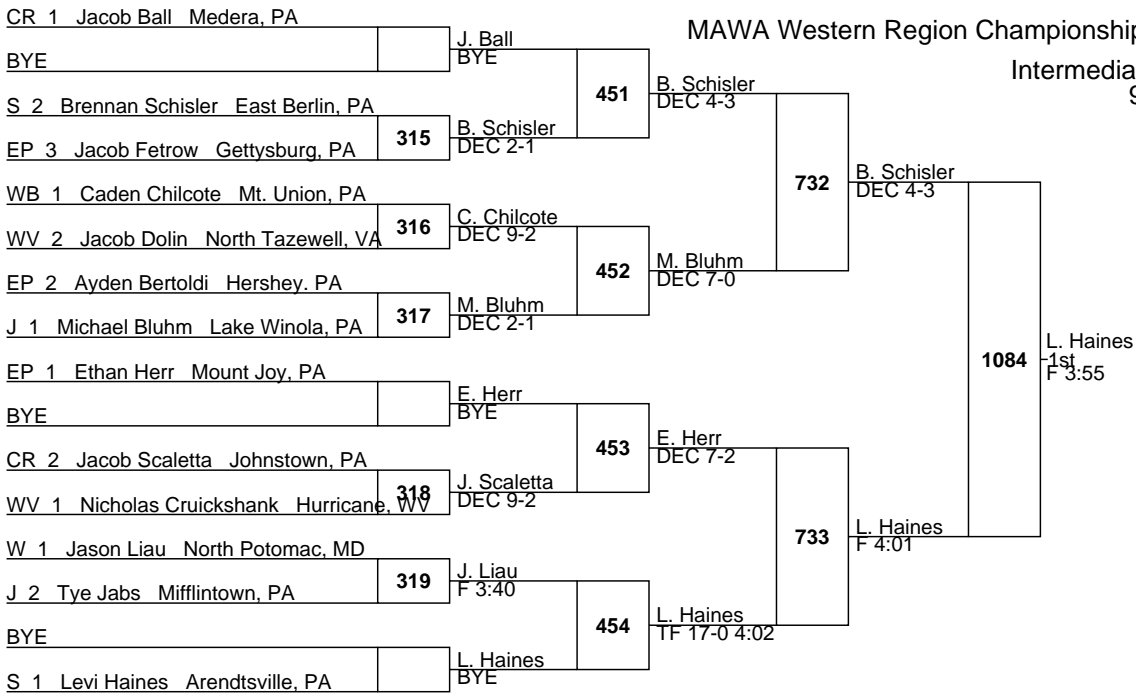 MAWA Western Region Championship
Intermedia
9
CR 1 Jacob Ball Medera, PA
BYE
S 2 Brennan Schisler East Berlin, PA
EP 3 Jacob Fetrow Gettysburg, PA
WB 1 Caden Chilcote Mt. Union, PA
WV 2 Jacob Dolin North Tazewell, VA
EP 2 Ayden Bertoldi Hershey. PA
J 1 Michael Bluhm Lake Winola, PA
EP 1 Ethan Herr Mount Joy, PA
BYE
CR 2 Jacob Scaletta Johnstown, PA
WV 1 Nicholas Cruickshank Hurricane, WV
W 1 Jason Liau North Potomac, MD
J 2 Tye Jabs Mifflintown, PA
BYE
S 1 Levi Haines Arendtsville, PA
315
316
317
318
319
J. Ball
BYE
B. Schisler
DEC 2-1
C. Chilcote
DEC 9-2
M. Bluhm
DEC 2-1
E. Herr
BYE
J. Scaletta
DEC 9-2
J. Liau
F 3:40
L. Haines
BYE
451
452
453
454
B. Schisler
DEC 4-3
M. Bluhm
DEC 7-0
E. Herr
DEC 7-2
L. Haines
TF 17-0 4:02
732
733
B. Schisler
DEC 4-3
L. Haines
F 4:01
1084
L. Haines
1st
F 3:55